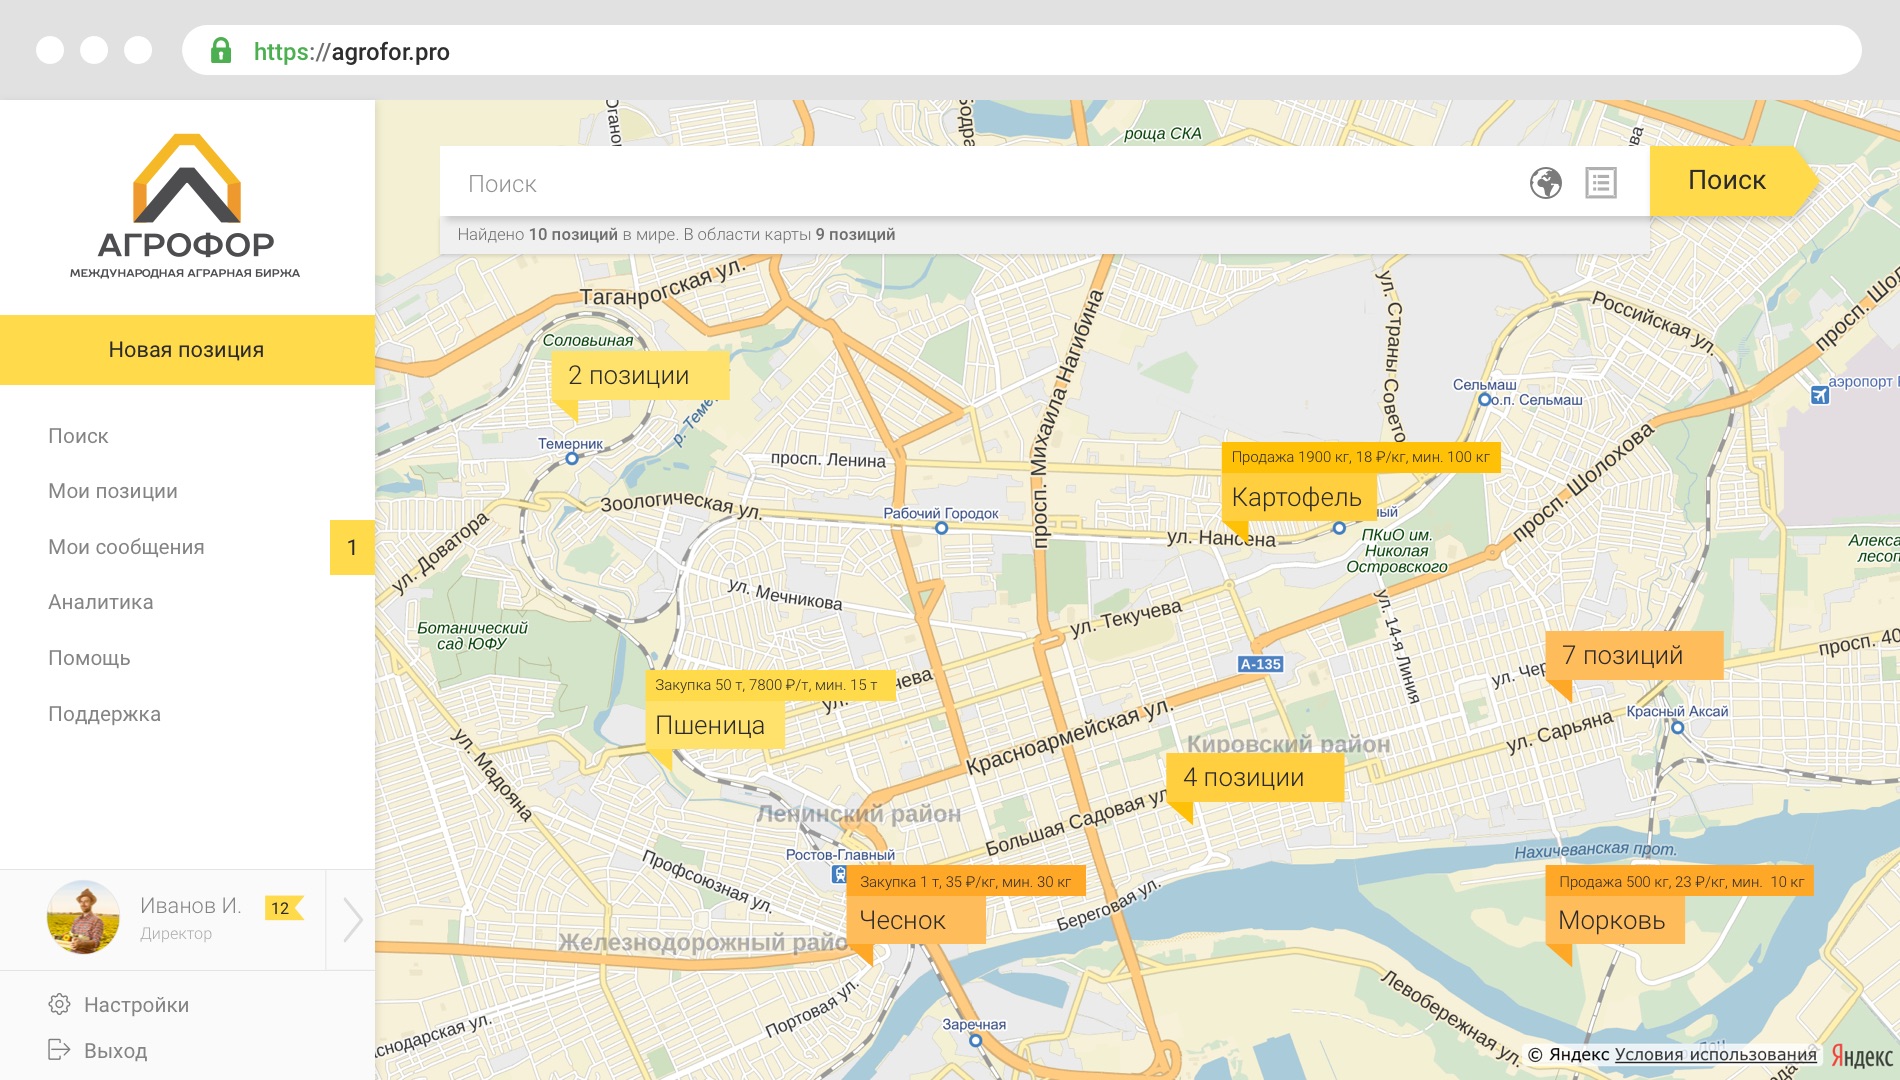 https://agrofor.pro
АГРОФОР
МЕЖДУНАРОДНАЯ АГРАРНАЯ БИРЖА
Новая позиция
Поиск
Мои позиции
Мои сообщения
1
Аналитика
Помощь
Поддержка
Иванов И.
12
Директор
Настройки
Выход
Поиск
Поиск
Найдено 10 позиций в мире. В области карты 9 позиций
роща СКА
Таганрогская ул.
Соловьиная
2 позиции
Темерник
просп. Ленина
Зоологическая ул.
Рабочий Городок
просп. Михаила Нагибина
ул. Страны Совето
Российская ул.
Сельмаш
о.п. Сельмаш
аэропорт
просп. Шолохова
Продажа 1900 кг, 18 ₽/кг, мин. 100 кг
Картофель
ул. Нансена
ПКиО им.
Николая
Островского
ул. Доватора
ул. Мечникова
Ботанический
сад ЮФУ
ул. Текучева
А-135
ул. 14-я Линия
7 позиций
просп. 40
ул. Чер
Закупка 50 т, 7800 ₽/т, мин. 15 т
Пшеница
Красный Аксай
ул. Сарьяна
Красноармейская ул.
Кировский район
4 позиции
ул. Мадояна
Ленинский район
Большая Садовая ул.
Ростов-Главный
Профсоюзная ул.
Нахичеванская прот.
Закупка 1 т, 35 ₽/кг, мин. 30 кг
Чеснок
Береговая ул.
Продажа 500 кг, 23 ₽/кг, мин. 10 кг
Морковь
Железнодорожный райо
Портовая ул.
Заречная
Левобережная ул.
снодарская ул.
© Яндекс Условия использования
Яндекс